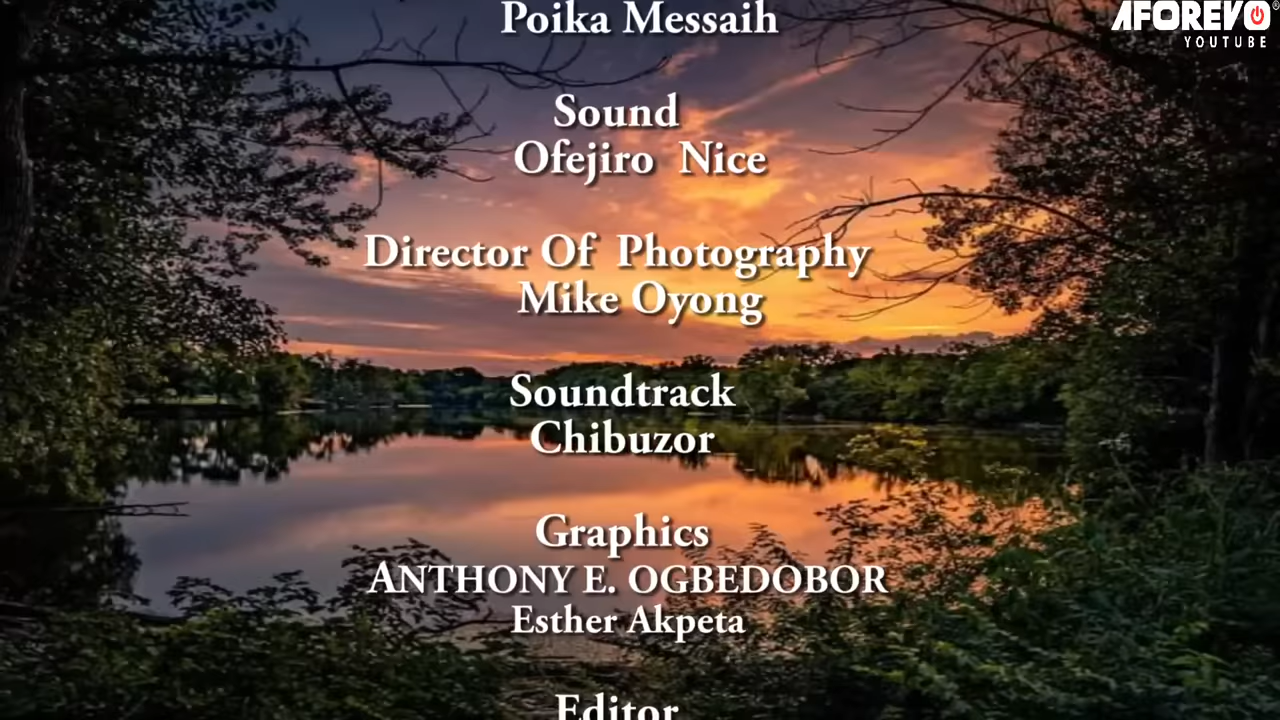 Poika Messaih
AFOREVO
YOUTUBE
Sound
Ofejiro Nice
Director Of Photography
Mike Oyong
Soundtrack
Chibuzor
Graphics
ANTHONY E. OGBEDOBOR
Esther Akpeta
Editor